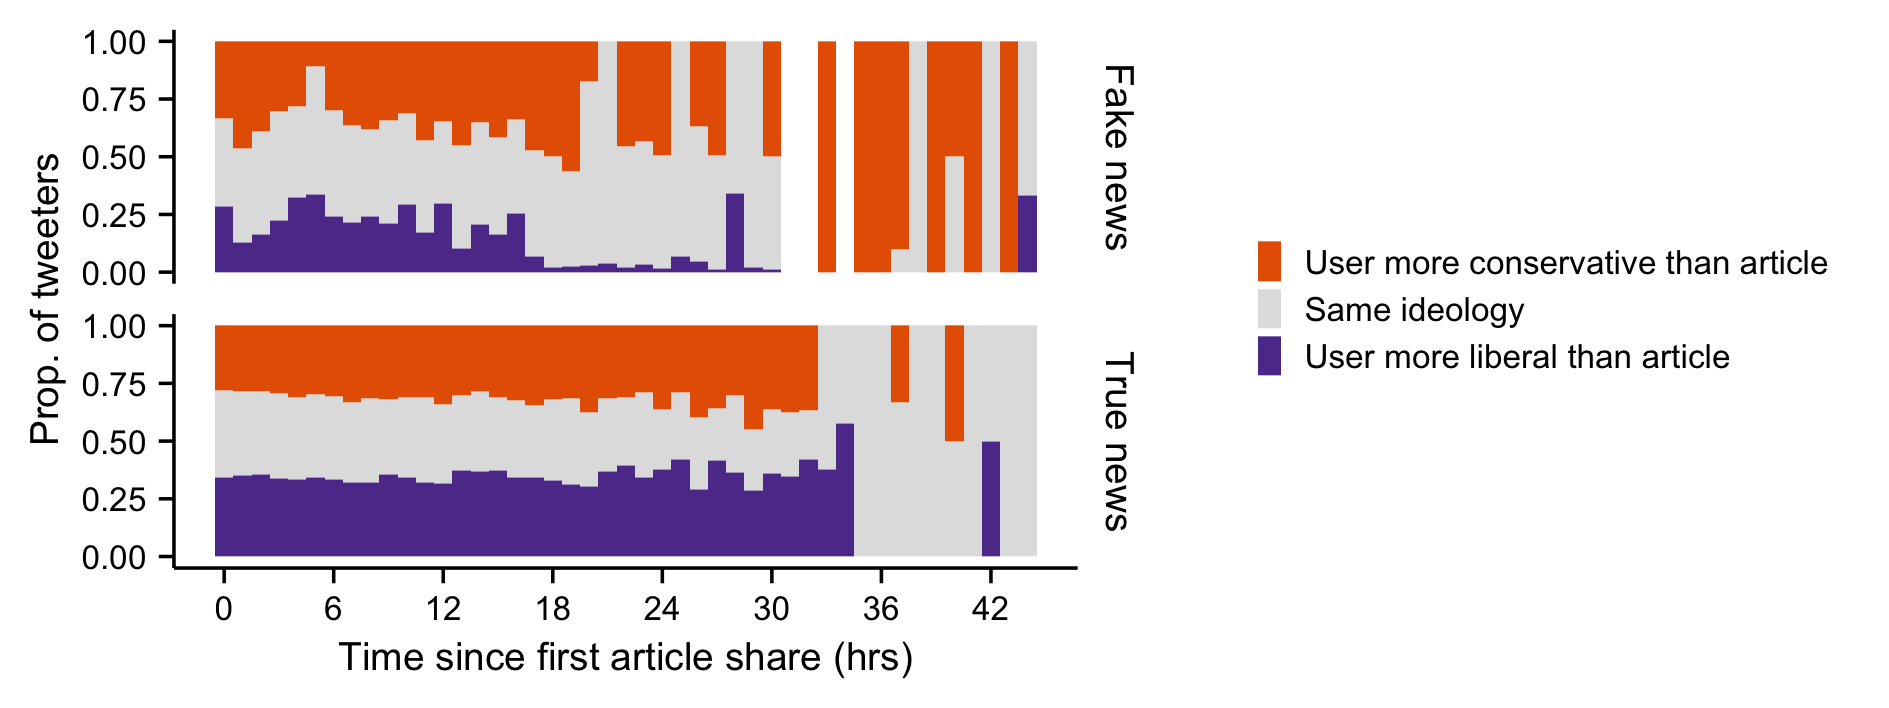 Prop. of tweeters
1.00
0.75
0.50
0.25
0.00
Fake news
1.00
0.75
0.50
0.25
0.00
True news
0 6 12 18 24 30 36 42
Time since first article share (hrs)
User more conservative than article
Same ideology
User more liberal than article